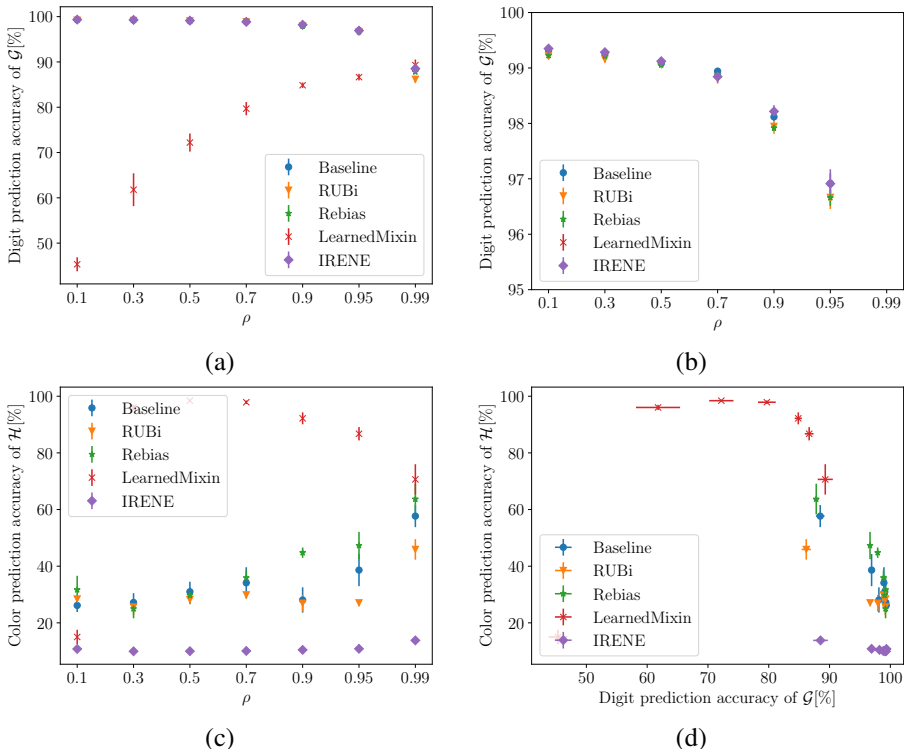 100
90
80
70
60
50
Digit prediction accuracy of 𝒢[%]
0.1 0.3 0.5 0.7 0.9 0.95 0.99
ρ
Baseline
RUBi
Rebias
LearnedMixin
IRENE
(a)
100
99
98
97
96
95
Digit prediction accuracy of 𝒢[%]
0.1 0.3 0.5 0.7 0.9 0.95 0.99
ρ
Baseline
RUBi
Rebias
LearnedMixin
IRENE
(b)
100
80
60
40
20
Color prediction accuracy of ℋ[%]
0.1 0.3 0.5 0.7 0.9 0.95 0.99
ρ
Baseline
RUBi
Rebias
LearnedMixin
IRENE
(c)
100
80
60
40
20
Color prediction accuracy of ℋ[%]
50 60 70 80 90 100
Digit prediction accuracy of 𝒢[%]
Baseline
RUBi
Rebias
LearnedMixin
IRENE
(d)